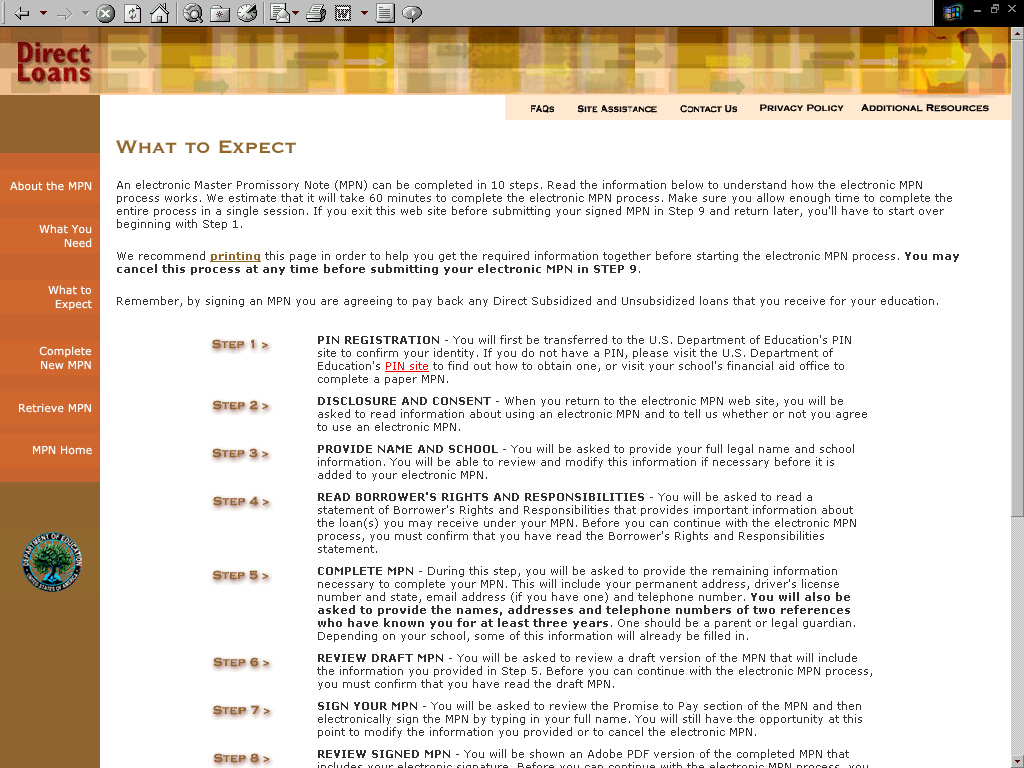 Direct
Loans
FAQs
Site Assistance
Contact Us
Privacy Policy
Additional Resources
What to Expect
About the MPN
What You
Need
What to
Expect
Complete
New MPN
Retrieve MPN
MPN Home
An electronic Master Promissory Note (MPN) can be completed in 10 steps. Read the information below to understand how the electronic MPN
process works. We estimate that it will take 60 minutes to complete the electronic MPN process. Make sure you allow enough time to complete the
entire process in a single session. If you exit this web site before submitting your signed MPN in Step 9 and return later, you'll have to start over
beginning with Step 1.
We recommend printing this page in order to help you get the required information together before starting the electronic MPN process. You may
cancel this process at any time before submitting your electronic MPN in STEP 9.
Remember, by signing an MPN you are agreeing to pay back any Direct Subsidized and Unsubsidized loans that you receive for your education.
Step 1 >
PIN REGISTRATION - You will first be transferred to the U.S. Department of Education's PIN
site to confirm your identity. If you do not have a PIN, please visit the U.S. Department of
Education's PIN site to find out how to obtain one, or visit your school's financial aid office to
complete a paper MPN.
Step 2 >
DISCLOSURE AND CONSENT - When you return to the electronic MPN web site, you will be
asked to read information about using an electronic MPN and to tell us whether or not you agree
to use an electronic MPN.
Step 3 >
PROVIDE NAME AND SCHOOL - You will be asked to provide your full legal name and school
information. You will be able to review and modify this information if necessary before it is
added to your electronic MPN.
Step 4 >
READ BORROWER'S RIGHTS AND RESPONSIBILITIES - You will be asked to read a
statement of Borrower's Rights and Responsibilities that provides important information about
the loan(s) you may receive under your MPN. Before you can continue with the electronic MPN
process, you must confirm that you have read the Borrower's Rights and Responsibilities
statement.
Step 5 >
COMPLETE MPN - During this step, you will be asked to provide the remaining information
necessary to complete your MPN. This will include your permanent address, driver's license
number and state, email address (if you have one) and telephone number. You will also be
asked to provide the names, addresses and telephone numbers of two references
who have known you for at least three years. One should be a parent or legal guardian.
Depending on your school, some of this information will already be filled in.
Step 6 >
REVIEW DRAFT MPN - You will be asked to review a draft version of the MPN that will include
the information you provided in Step 5. Before you can continue with the electronic MPN process,
you must confirm that you have read the draft MPN.
Step 7 >
SIGN YOUR MPN - You will be asked to review the Promise to Pay section of the MPN and then
electronically sign the MPN by typing in your full name. You will still have the opportunity at this
point to modify the information you provided or to cancel the electronic MPN.
Step 8 >
REVIEW SIGNED MPN - You will be shown an Adobe PDF version of the completed MPN that
includes your electronic signature. Before you can continue with the electronic MPN process, you
DEPARTMENT OF EDUCATION
UNITED STATES OF AMERICA